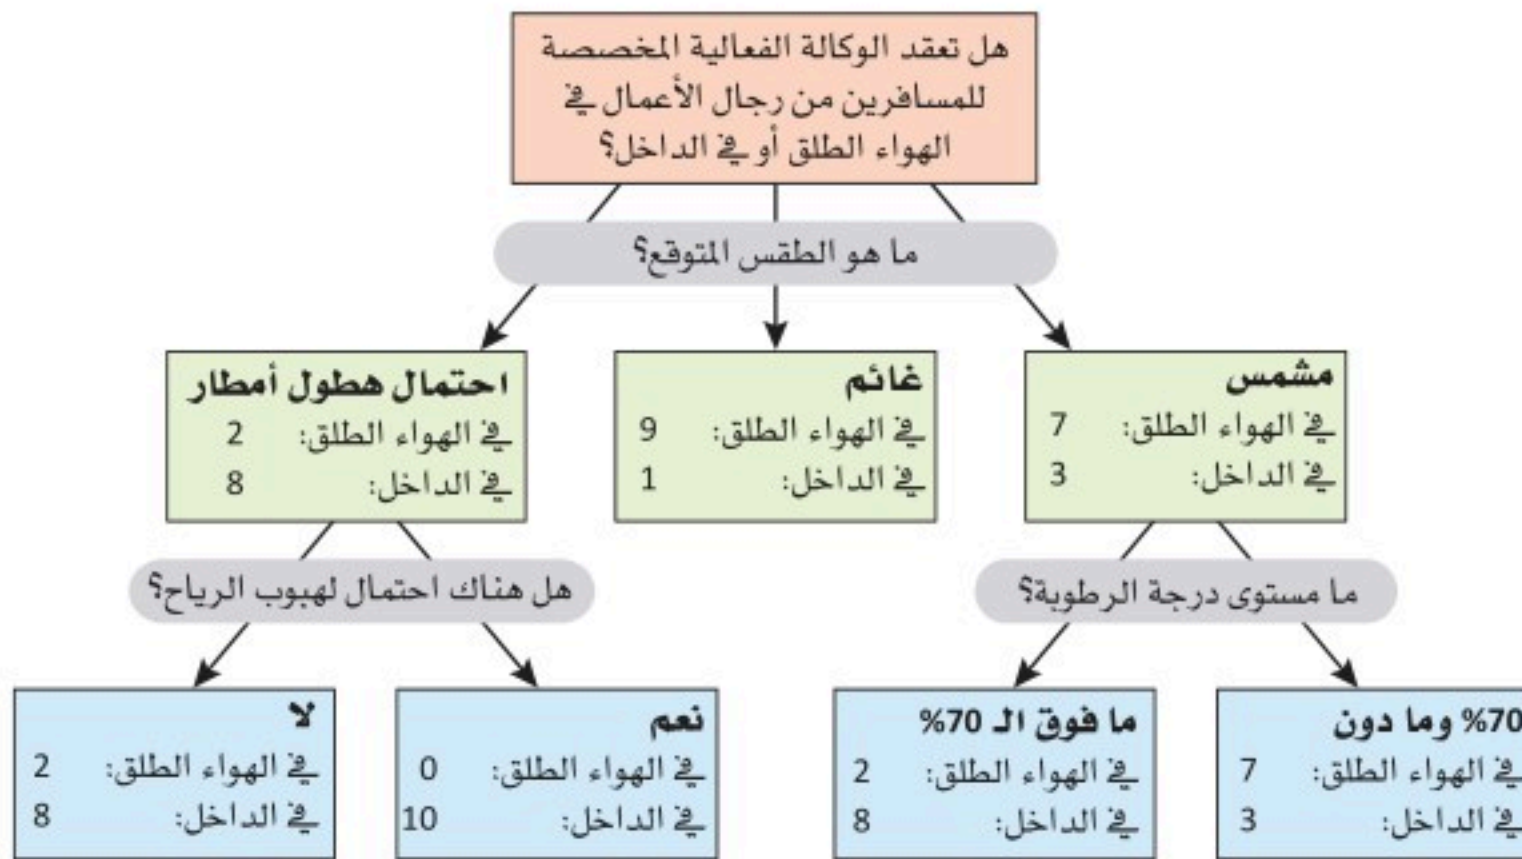 هل تعقد الوكالة الفعالية المخصصة
للمسافرين من رجال الأعمال في
الهواء الطلق أو في الداخل؟
ما هو الطقس المتوقع؟
مشمس
في الهواء الطلق: 7
في الداخل: 3
غائم
في الهواء الطلق: 9
في الداخل: 1
احتمال هطول أمطار
في الهواء الطلق: 2
في الداخل: 8
ما مستوى درجة الرطوبة؟
هل هناك احتمال لهبوب الرياح؟
70% وما دون
في الهواء الطلق: 7
في الداخل: 3
ما فوق الـ 70%
في الهواء الطلق: 2
في الداخل: 8
نعم
في الهواء الطلق: 0
في الداخل: 10
لا
في الهواء الطلق: 2
في الداخل: 8